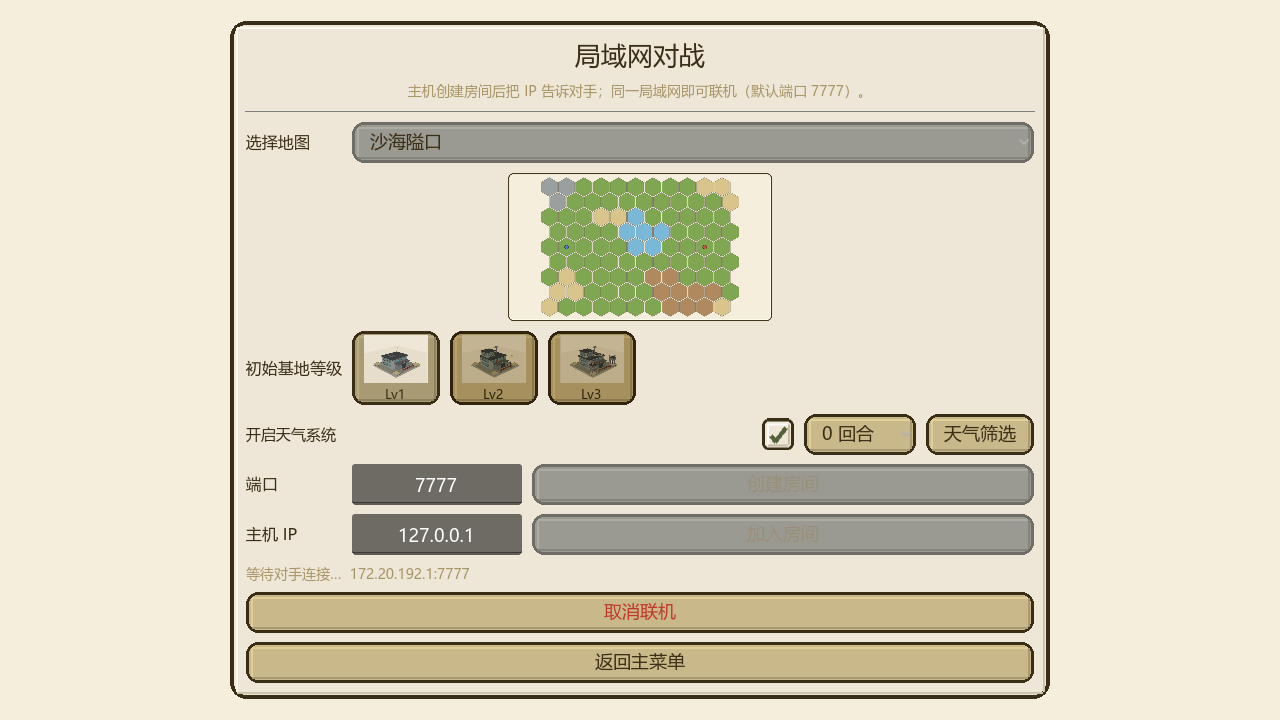 局域网对战
主机创建房间后把 IP 告诉对手；同一局域网即可联机（默认端口 7777）。
选择地图
沙海隘口
初始基地等级
Lv1
Lv2
Lv3
开启天气系统
0 回合
天气筛选
端口
7777
创建房间
主机 IP
127.0.0.1
加入房间
等待对手连接... 172.20.192.1:7777
取消联机
返回主菜单